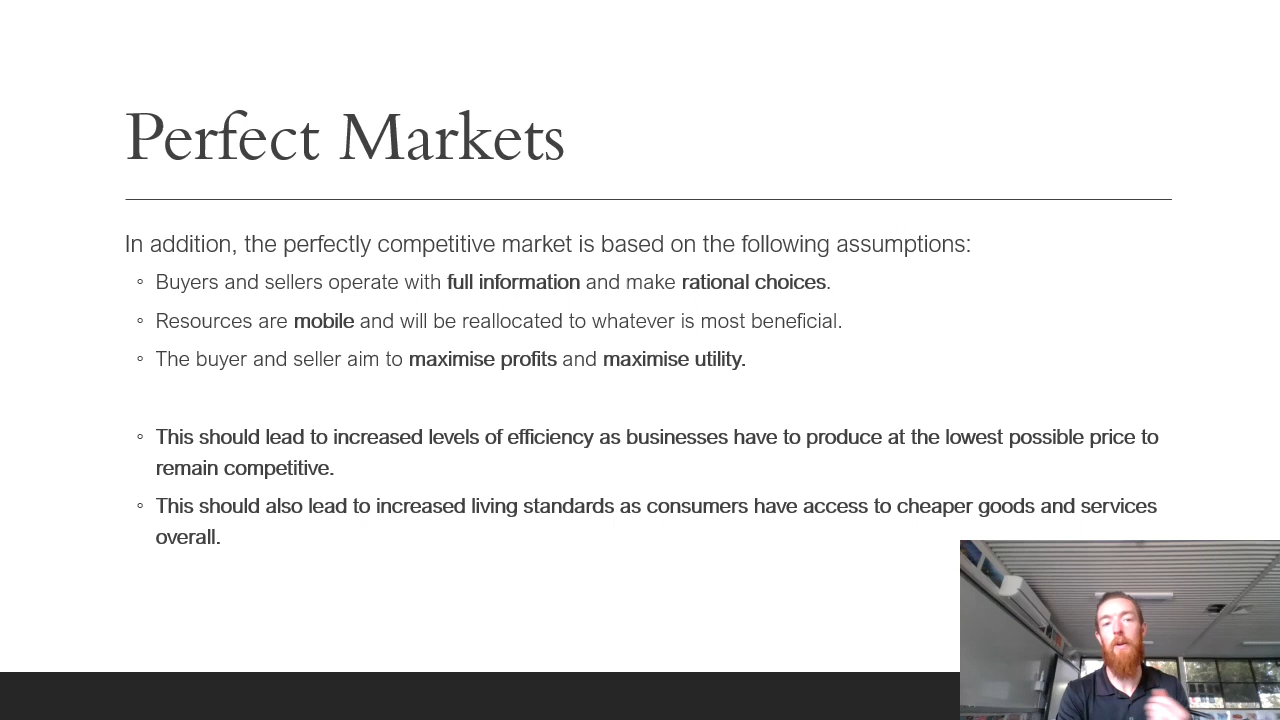 Perfect Markets
In addition, the perfectly competitive market is based on the following assumptions:
◦ Buyers and sellers operate with full information and make rational choices.
◦ Resources are mobile and will be reallocated to whatever is most beneficial.
◦ The buyer and seller aim to maximise profits and maximise utility.
◦ This should lead to increased levels of efficiency as businesses have to produce at the lowest possible price to
remain competitive.
◦ This should also lead to increased living standards as consumers have access to cheaper goods and services
overall.